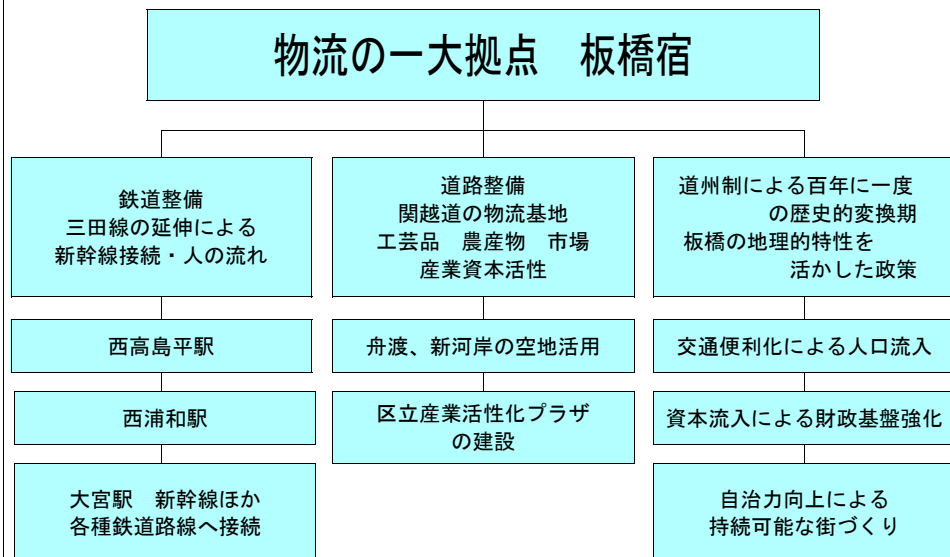 物流の一大拠点　板橋宿
鉄道整備
三田線の延伸による
新幹線接続・人の流れ
西高島平駅
西浦和駅
大宮駅　新幹線ほか
各種鉄道路線へ接続
道路整備
関越道の物流基地
工芸品　農産物　市場
産業資本活性
舟渡、新河岸の空地活用
区立産業活性化プラザ
の建設
道州制による百年に一度
の歴史的変換期
板橋の地理的特性を
活かした政策
交通便利化による人口流入
資本流入による財政基盤強化
自治力向上による
持続可能な街づくり